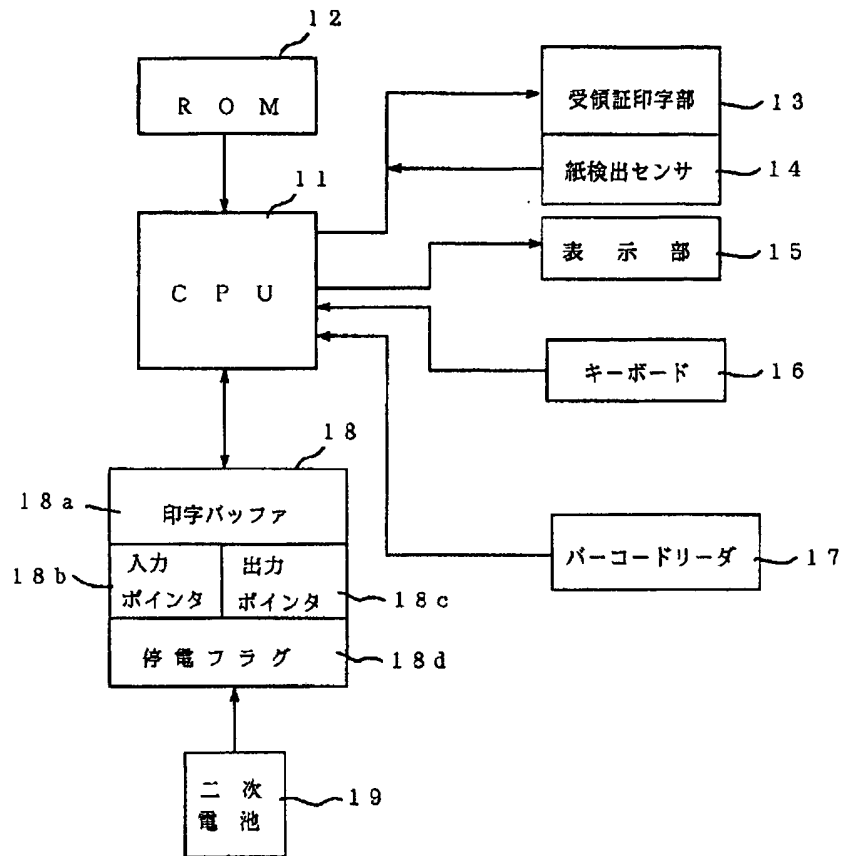 12
ROM
11
CPU
受領証印字部
13
紙検出センサ
14
表示部
15
キーボード
16
バーコードリーダ
17
18
18a
印字バッファ
18b
入力
ポインタ
出力
ポインタ
18c
停電フラグ
18d
二次
電池
19